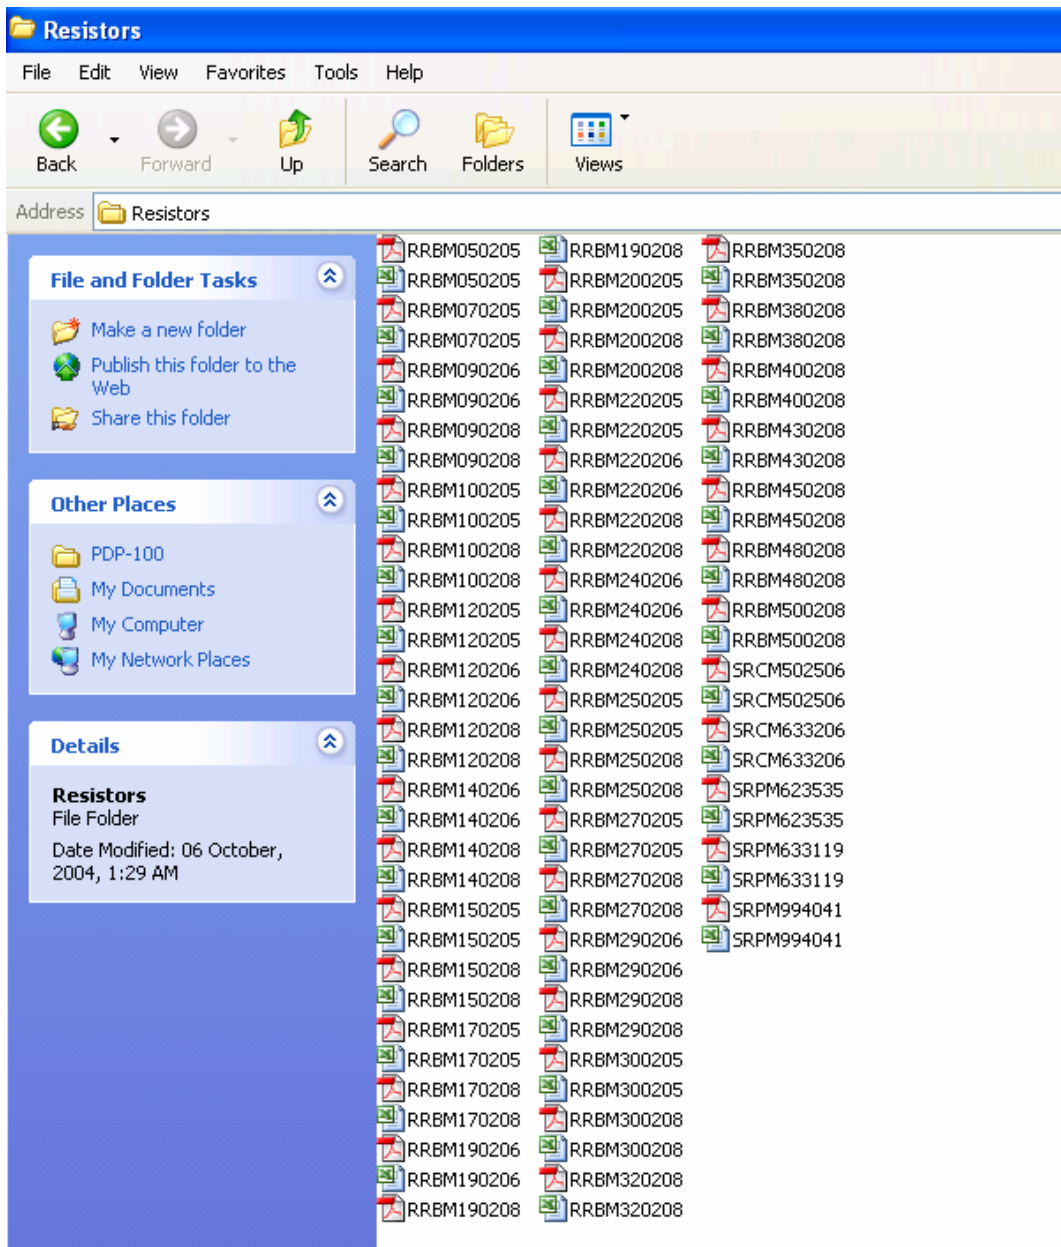 Resistors
File Edit View Favorites Tools Help
Back Forward Up Search Folders Views
Address Resistors
File and Folder Tasks
Make a new folder
Publish this folder to the
Web
Share this folder
Other Places
PDP-100
My Documents
My Computer
My Network Places
Details
Resistors
File Folder
Date Modified: 06 October,
2004, 1:29 AM
RRBM050205
RRBM050205
RRBM070205
RRBM070205
RRBM090206
RRBM090206
RRBM090208
RRBM090208
RRBM100205
RRBM100205
RRBM100208
RRBM100208
RRBM120205
RRBM120205
RRBM120206
RRBM120206
RRBM120208
RRBM120208
RRBM140206
RRBM140206
RRBM140208
RRBM140208
RRBM150205
RRBM150205
RRBM150208
RRBM150208
RRBM170205
RRBM170205
RRBM170208
RRBM170208
RRBM190206
RRBM190206
RRBM190208
RRBM190208
RRBM200205
RRBM200205
RRBM200208
RRBM200208
RRBM220205
RRBM220205
RRBM220206
RRBM220206
RRBM220208
RRBM220208
RRBM240206
RRBM240206
RRBM240208
RRBM240208
RRBM250205
RRBM250205
RRBM250208
RRBM250208
RRBM270205
RRBM270205
RRBM270208
RRBM270208
RRBM290206
RRBM290206
RRBM290208
RRBM290208
RRBM300205
RRBM300205
RRBM300208
RRBM300208
RRBM320208
RRBM320208
RRBM350208
RRBM350208
RRBM380208
RRBM380208
RRBM400208
RRBM400208
RRBM430208
RRBM430208
RRBM450208
RRBM450208
RRBM480208
RRBM480208
RRBM500208
RRBM500208
SRCM502506
SRCM502506
SRCM633206
SRCM633206
SRPM623535
SRPM623535
SRPM633119
SRPM633119
SRPM994041
SRPM994041